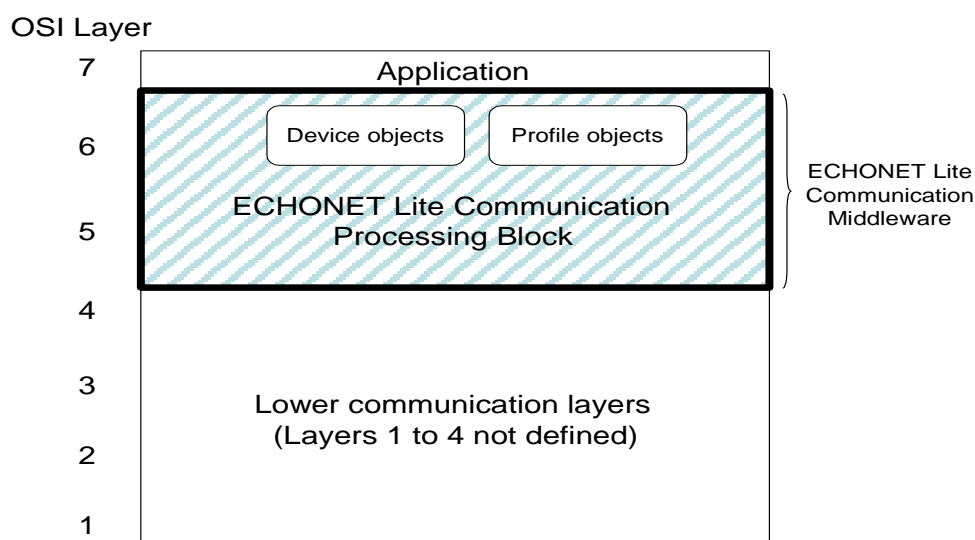 OSI Layer
7
Application
6
Device objects
Profile objects
ECHONET Lite
Communication
Middleware
ECHONET Lite Communication
Processing Block
5
4
3
Lower communication layers
(Layers 1 to 4 not defined)
2
1